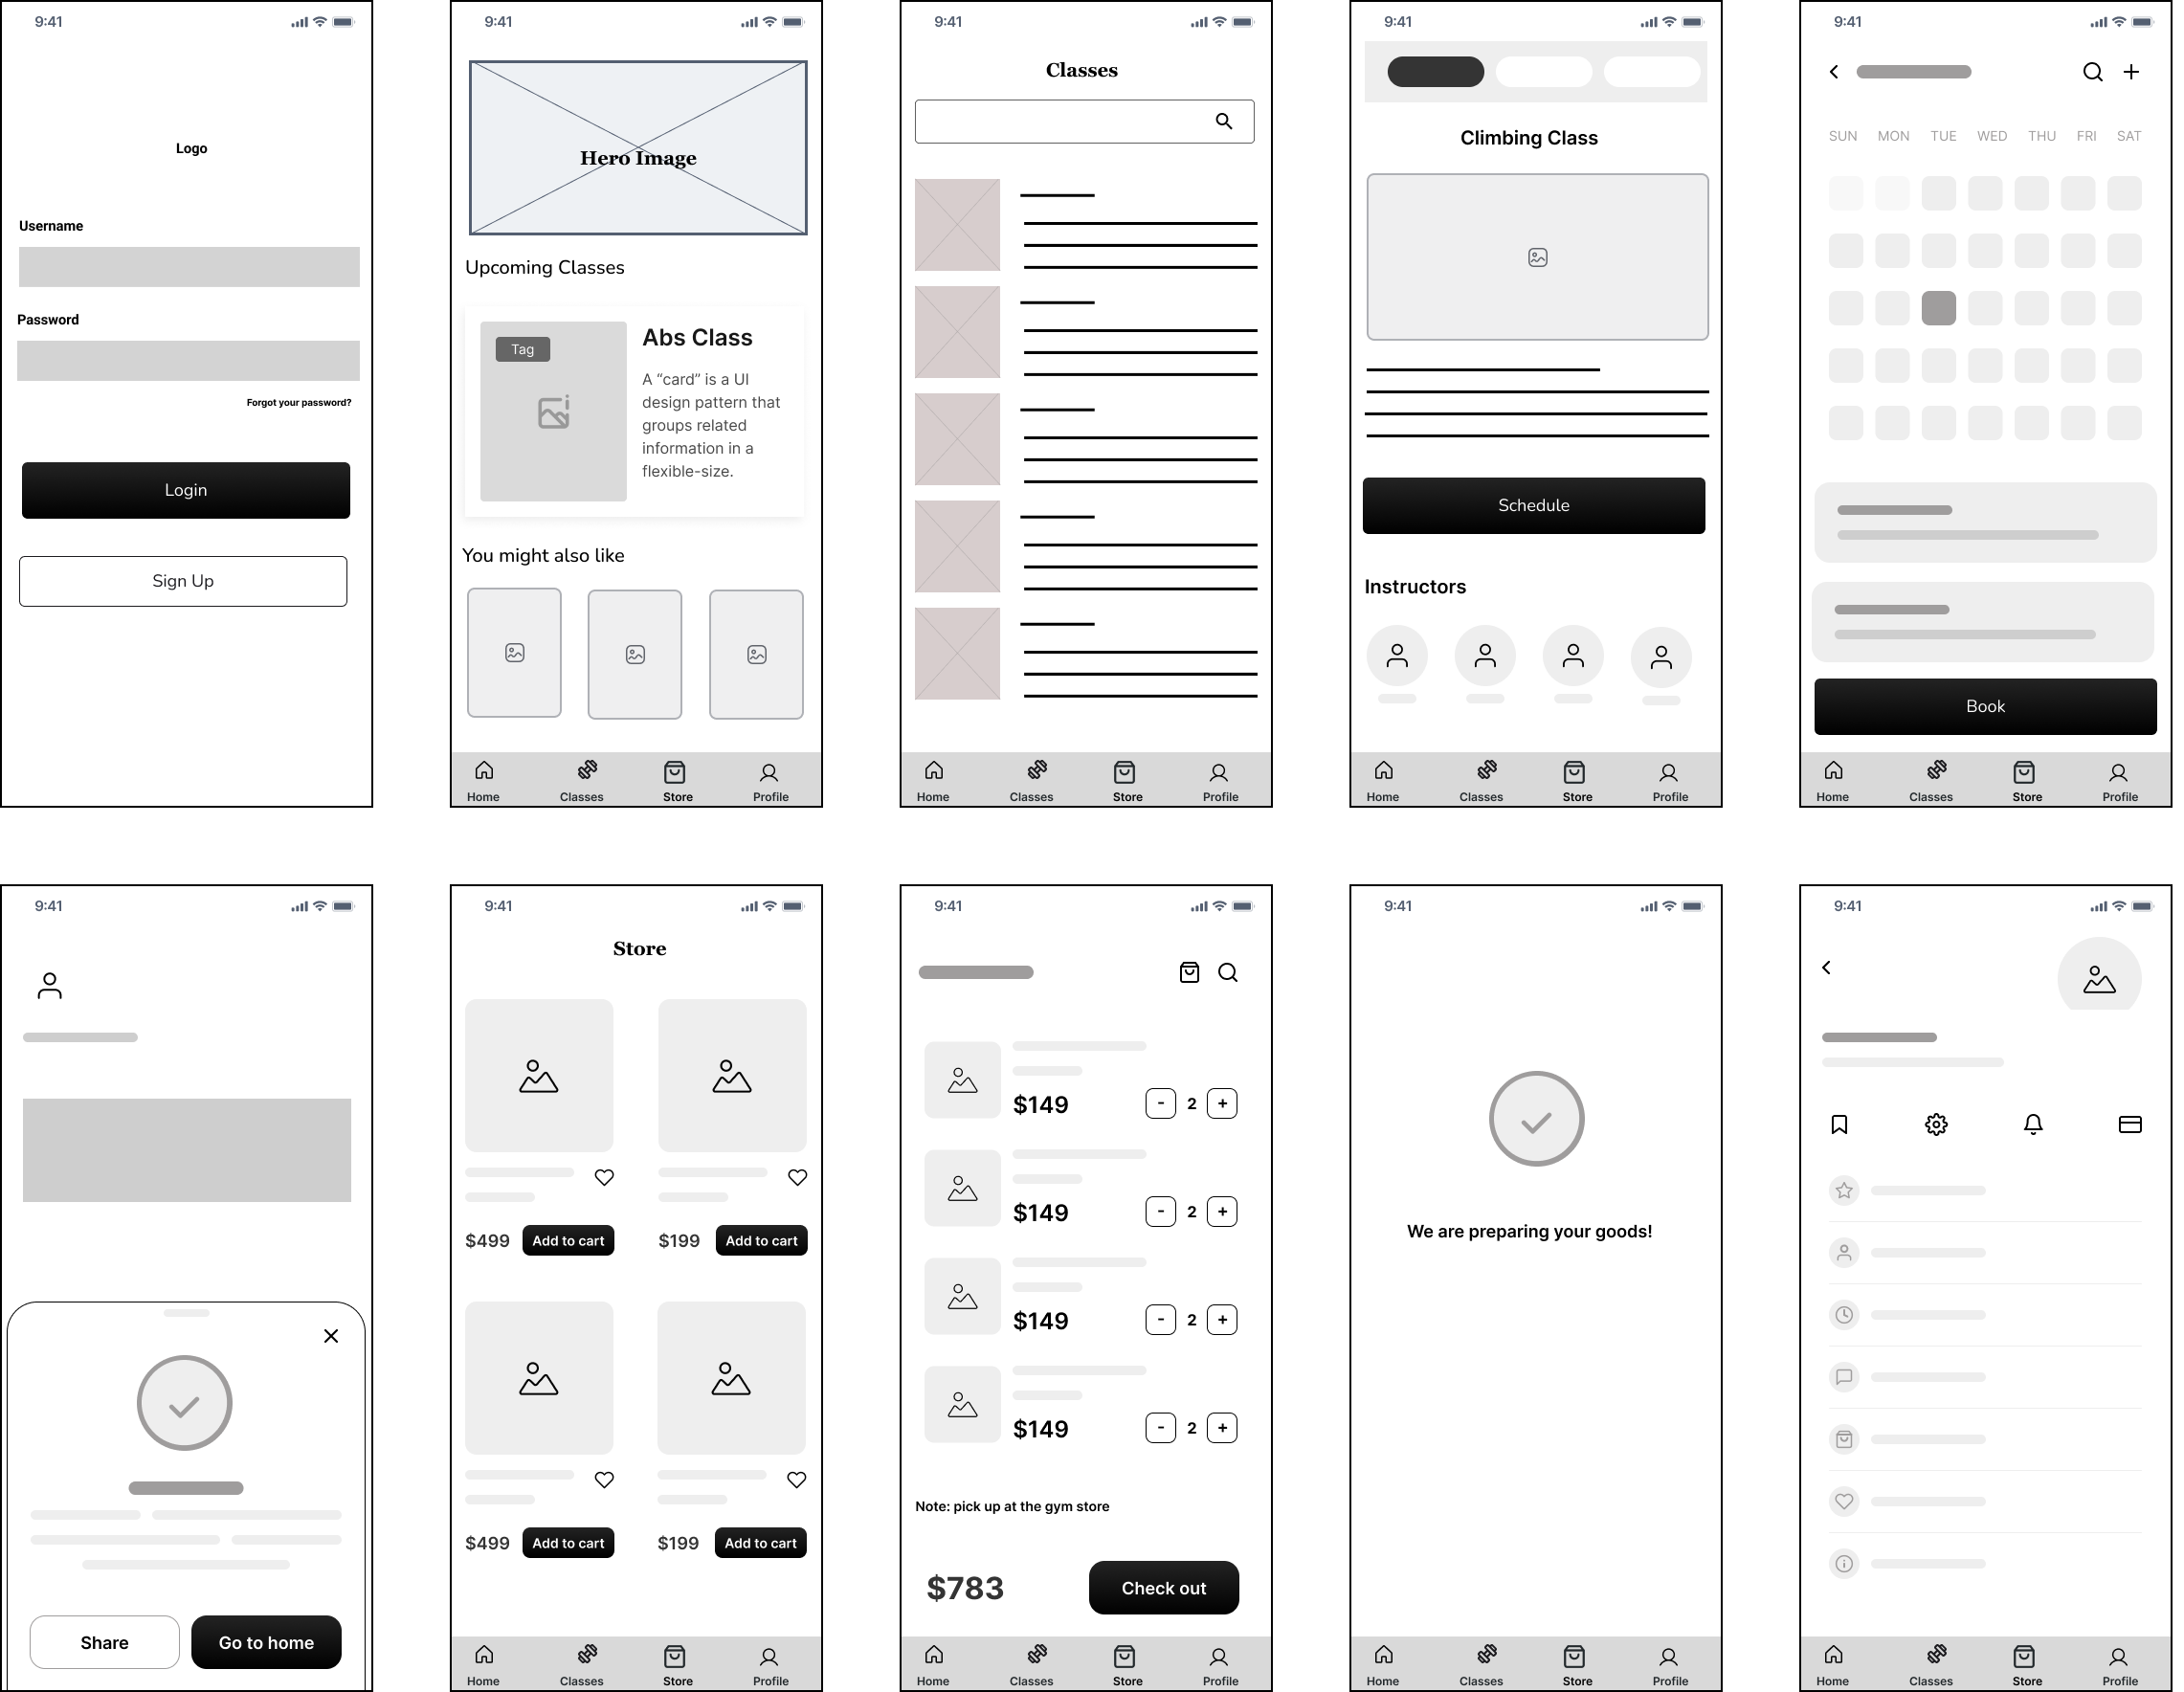 9:41
Logo
Username
Password
Forgot your password?
Login
Sign Up
9:41
Hero Image
Upcoming Classes
Tag
Abs Class
A “card” is a UI
design pattern that
groups related
information in a
flexible-size.
You might also like
Home Classes Store Profile
9:41
Classes
Home Classes Store Profile
9:41
Climbing Class
Schedule
Instructors
Home Classes Store Profile
9:41
SUN MON TUE WED THU FRI SAT
Book
Home Classes Store Profile
9:41
Share Go to home
9:41
Store
$499 Add to cart $199 Add to cart
$499 Add to cart $199 Add to cart
Home Classes Store Profile
9:41
$149 - 2 +
$149 - 2 +
$149 - 2 +
$149 - 2 +
Note: pick up at the gym store
$783 Check out
Home Classes Store Profile
9:41
We are preparing your goods!
Home Classes Store Profile
9:41
Home Classes Store Profile